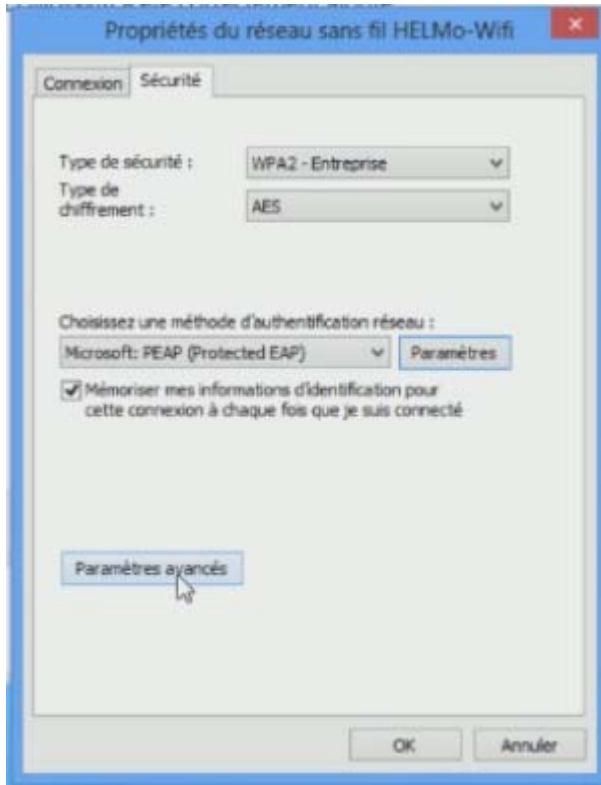 Propriétés du réseau sans fil HELMo-Wifi
Connexion
Sécurité
Type de sécurité :
WPA2 - Entreprise
Type de
chiffrement :
AES
Choisissez une méthode d'authentification réseau :
Microsoft: PEAP (Protected EAP)
Paramètres
Mémoriser mes informations d'identification pour
cette connexion à chaque fois que je suis connecté
Paramètres avancés
OK
Annuler